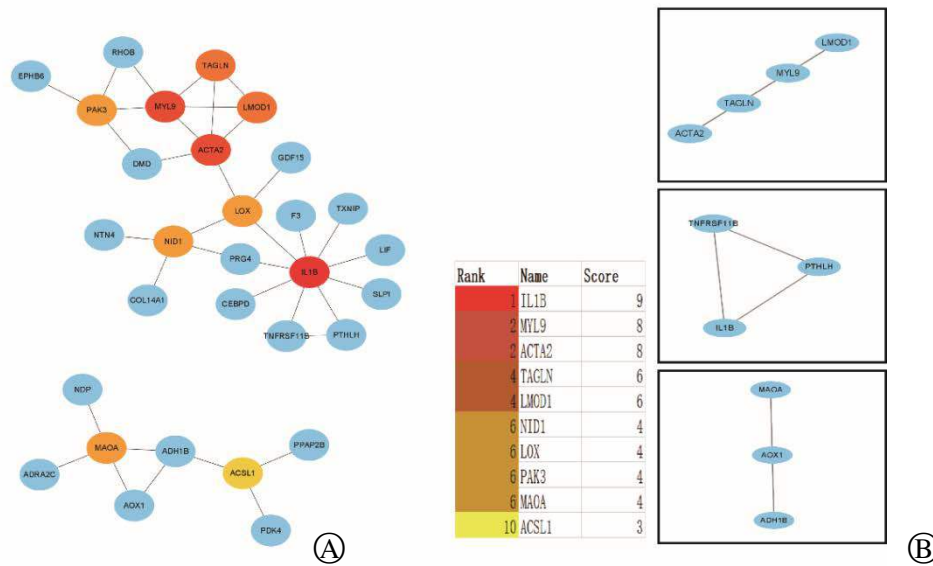 RHOB
TAGLN
EPHB6
PAK3
MYL9
LMOD1
ACTA2
DMD
GDF15
LOX
F3
TXNIP
NTN4
NID1
PRG4
LIF
IL1B
COL14A1
CEBPD
SLPI
TNFRSF11B
PTHLH
NDP
MAOA
ADH1B
PPAP2B
ADRA2C
ACSL1
AOX1
PDK4
A
Rank Name Score
1 IL1B 9
2 MYL9 8
2 ACTA2 8
4 TAGLN 6
4 LMOD1 6
6 NID1 4
6 LOX 4
6 PAK3 4
6 MAOA 4
10 ACSL1 3
LMOD1
MYL9
TAGLN
ACTA2
TNFRSF11B
PTHLH
IL1B
MAOA
AOX1
ADH1B
B